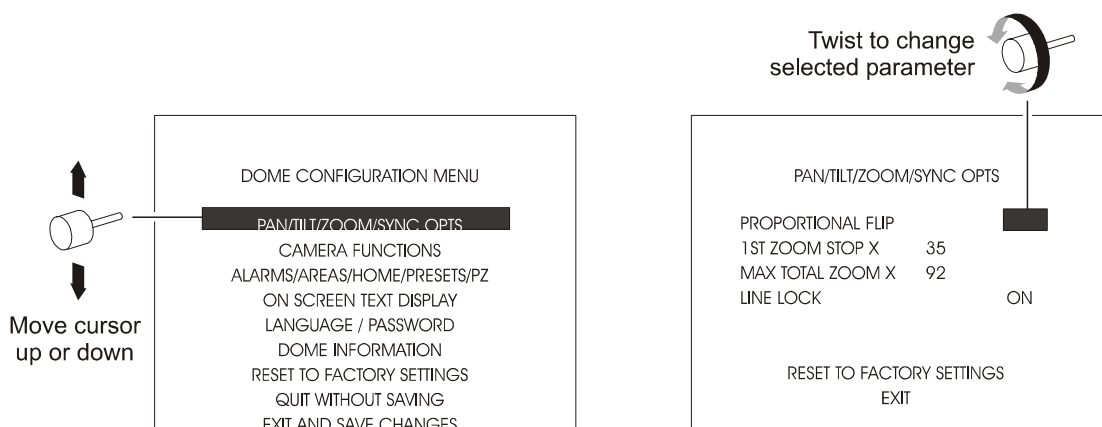 Twist to change
selected parameter
Move cursor
up or down
DOME CONFIGURATION MENU
PAN/TILT/ZOOM/SYNC OPTS
CAMERA FUNCTIONS
ALARMS/AREAS/HOME/PRESETS/PZ
ON SCREEN TEXT DISPLAY
LANGUAGE / PASSWORD
DOME INFORMATION
RESET TO FACTORY SETTINGS
QUIT WITHOUT SAVING
EXIT AND SAVE CHANGES
PAN/TILT/ZOOM/SYNC OPTS
PROPORTIONAL FLIP
1ST ZOOM STOP X 35
MAX TOTAL ZOOM X 92
LINE LOCK ON
RESET TO FACTORY SETTINGS
EXIT